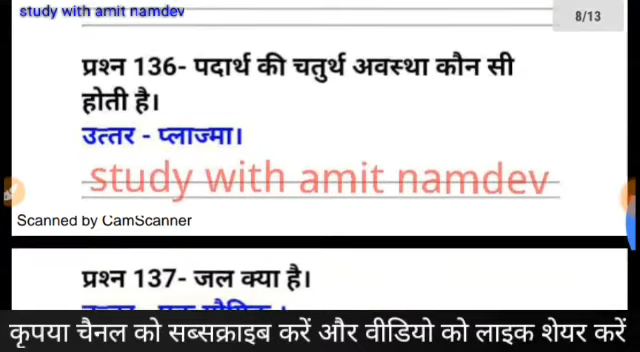 study with amit namdev
8/13
प्रश्न 136- पदार्थ की चतुर्थ अवस्था कौन सी
होती है।
उत्तर - प्लाज्मा।
study with amit namdev
Scanned by CamScanner
प्रश्न 137- जल क्या है।
कृपया चैनल को सब्सक्राइब करें और वीडियो को लाइक शेयर करें